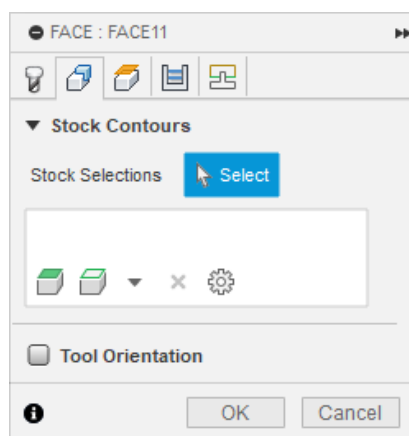 FACE : FACE11
Stock Contours
Stock Selections Select
Tool Orientation
OK Cancel